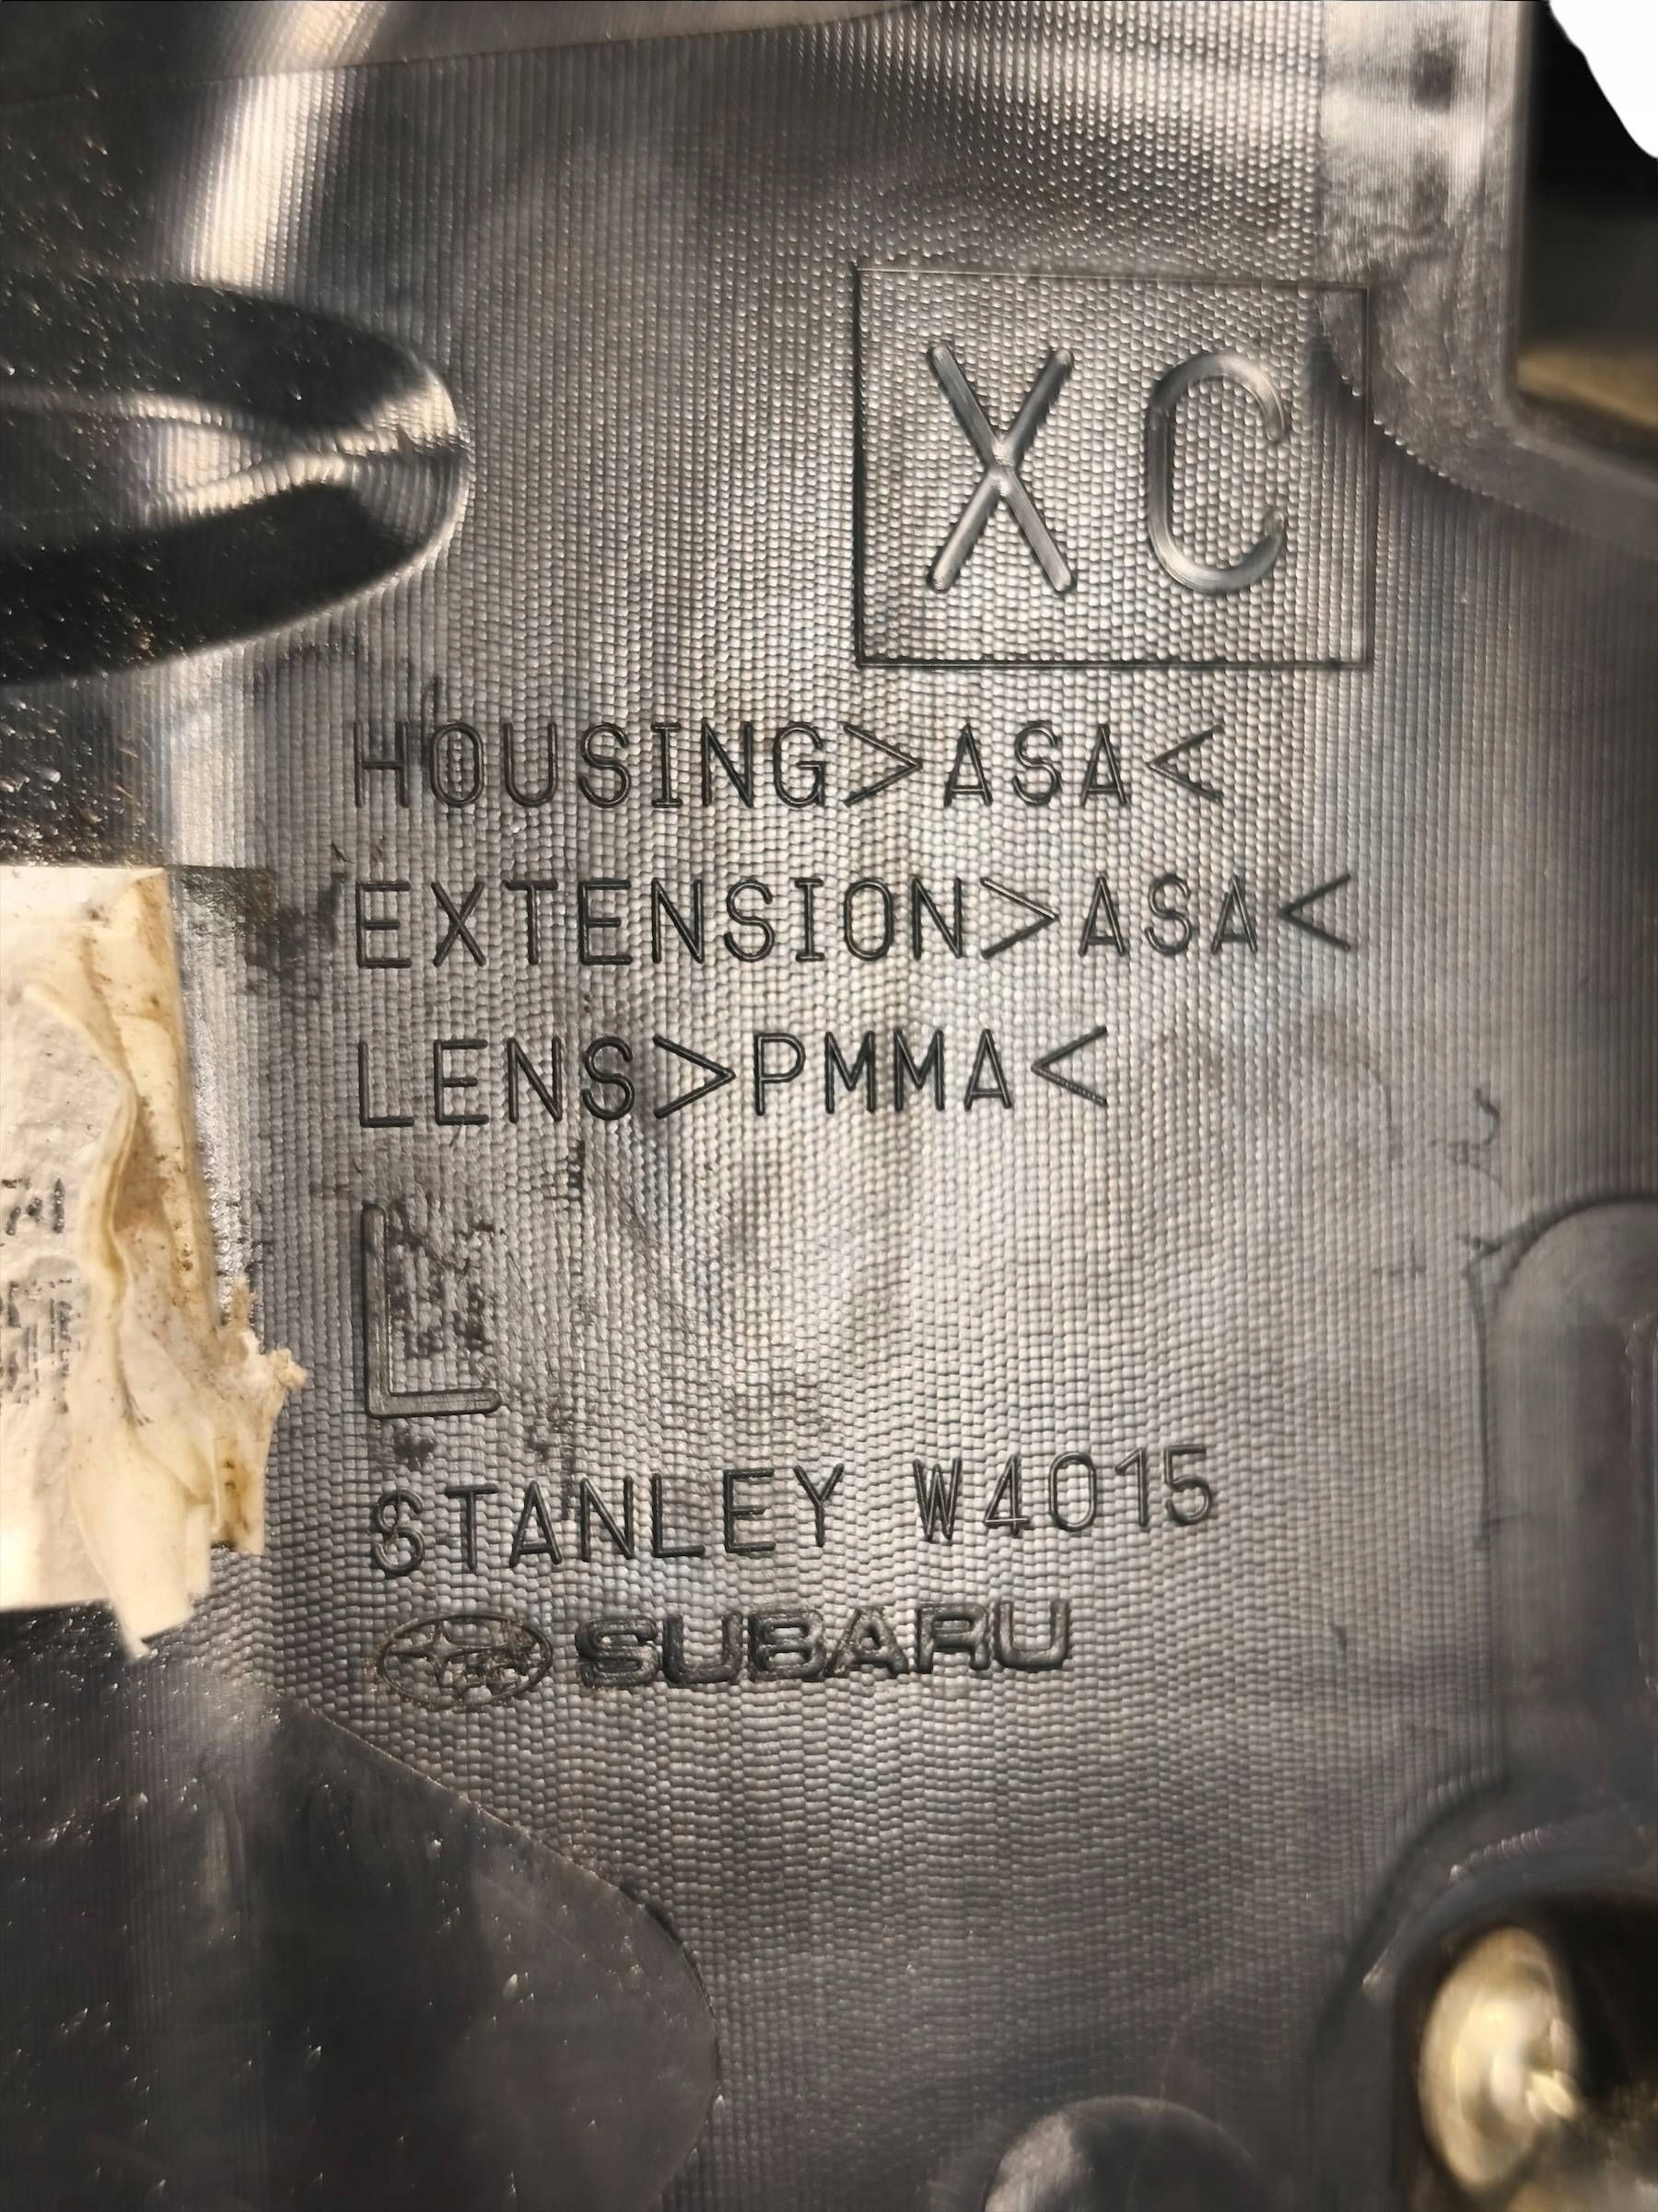 XC
HOUSING>ASA<
EXTENSION>ASA<
LENS>PMMA<
L
STANLEY W4015
SUBARU